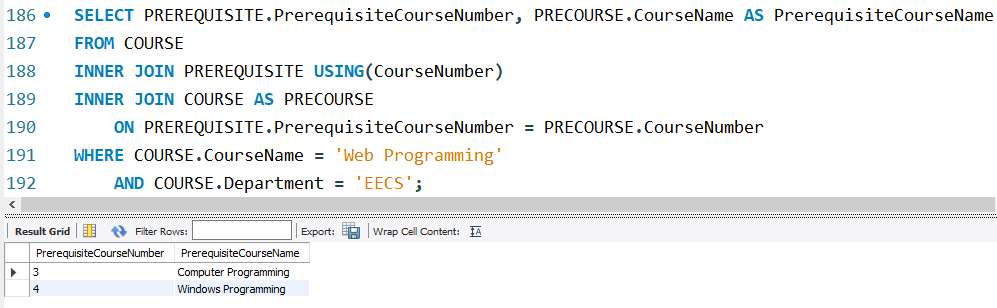 186 SELECT PREREQUISITE.PrerequisiteCourseNumber, PRECOURSE.CourseName AS PrerequisiteCourseName
187 FROM COURSE
188 INNER JOIN PREREQUISITE USING(CourseNumber)
189 INNER JOIN COURSE AS PRECOURSE
190 ON PREREQUISITE.PrerequisiteCourseNumber = PRECOURSE.CourseNumber
191 WHERE COURSE.CourseName = 'Web Programming'
192 AND COURSE.Department = 'EECS';
Result Grid Filter Rows: Export: Wrap Cell Content:
PrerequisiteCourseNumber PrerequisiteCourseName
3 Computer Programming
4 Windows Programming